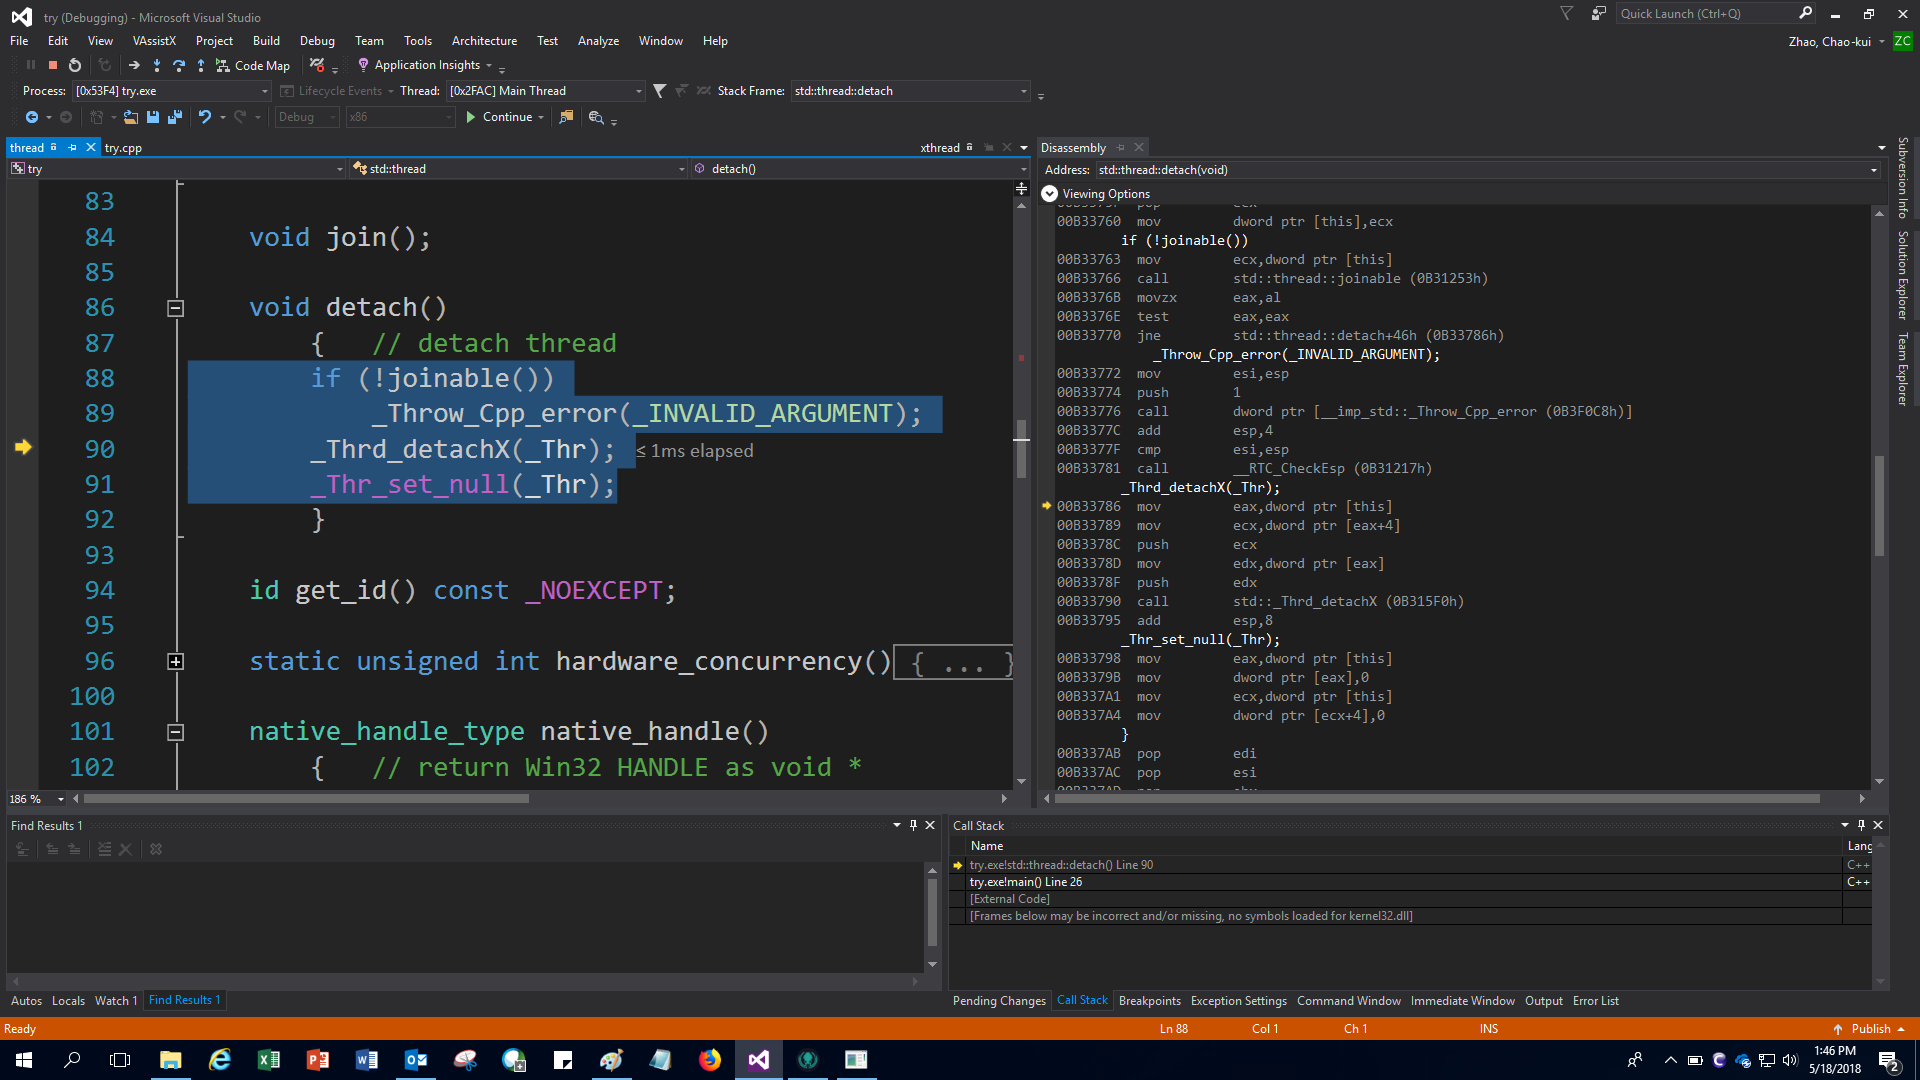 try (Debugging) - Microsoft Visual Studio
Quick Launch (Ctrl+Q)
File Edit View VAssistX Project Build Debug Team Tools Architecture Test Analyze Window Help
Zhao, Chao-kui ZC
Code Map Application Insights
Process: [0x53F4] try.exe Lifecycle Events Thread: [0x2FAC] Main Thread Stack Frame: std::thread::detach
Debug x86 Continue
thread try.cpp xthread
try std::thread detach()
83
84 void join();
85
86 void detach()
87 { // detach thread
88 if (!joinable())
89 _Throw_Cpp_error(_INVALID_ARGUMENT);
90 _Thrd_detachX(_Thr); ≤ 1ms elapsed
91 _Thr_set_null(_Thr);
92 }
93
94 id get_id() const _NOEXCEPT;
95
96 static unsigned int hardware_concurrency() { ... }
100
101 native_handle_type native_handle()
102 { // return Win32 HANDLE as void *
186 %
Disassembly
Address: std::thread::detach(void)
Viewing Options
00B33760 mov dword ptr [this],ecx
if (!joinable())
00B33763 mov ecx,dword ptr [this]
00B33766 call std::thread::joinable (0B31253h)
00B3376B movzx eax,al
00B3376E test eax,eax
00B33770 jne std::thread::detach+46h (0B33786h)
_Throw_Cpp_error(_INVALID_ARGUMENT);
00B33772 mov esi,esp
00B33774 push 1
00B33776 call dword ptr [__imp_std::_Throw_Cpp_error (0B3F0C8h)]
00B3377C add esp,4
00B3377F cmp esi,esp
00B33781 call __RTC_CheckEsp (0B31217h)
_Thrd_detachX(_Thr);
00B33786 mov eax,dword ptr [this]
00B33789 mov ecx,dword ptr [eax+4]
00B3378C push ecx
00B3378D mov edx,dword ptr [eax]
00B3378F push edx
00B33790 call std::_Thrd_detachX (0B315F0h)
00B33795 add esp,8
_Thr_set_null(_Thr);
00B33798 mov eax,dword ptr [this]
00B3379B mov dword ptr [eax],0
00B337A1 mov ecx,dword ptr [this]
00B337A4 mov dword ptr [ecx+4],0
}
00B337AB pop edi
00B337AC pop esi
Subversion Info
Solution Explorer
Team Explorer
Find Results 1
Autos Locals Watch 1 Find Results 1
Call Stack
Name Lang
try.exe!std::thread::detach() Line 90 C++
try.exe!main() Line 26 C++
[External Code]
[Frames below may be incorrect and/or missing, no symbols loaded for kernel32.dll]
Pending Changes Call Stack Breakpoints Exception Settings Command Window Immediate Window Output Error List
Ready Ln 88 Col 1 Ch 1 INS Publish
1:46 PM
5/18/2018
2